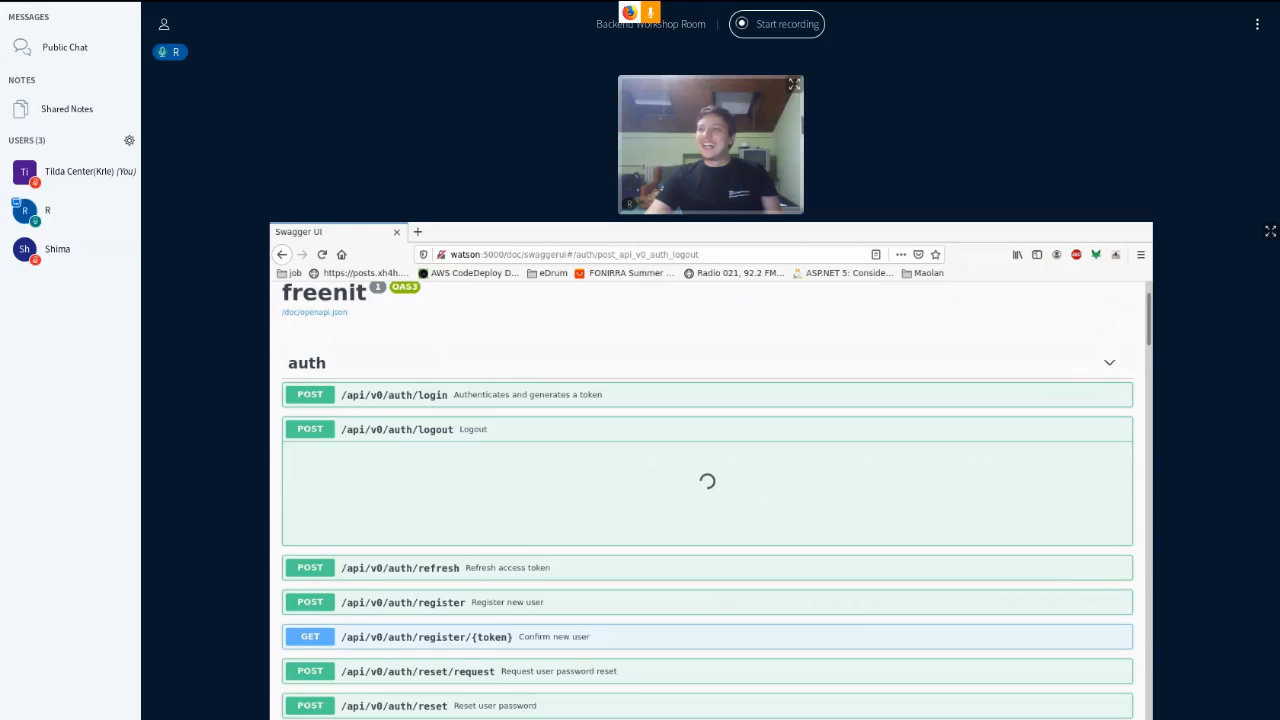 MESSAGES
Public Chat
NOTES
Shared Notes
USERS (3)
Ti
Tilda Center(Krle) (You)
R
R
Sh
Shima
Backend Workshop Room
Start recording
R
R
Swagger UI
watson:5000/doc/swaggerui#/auth/post_api_v0_auth_logout
job
https://posts.xh4h....
AWS CodeDeploy D...
eDrum
FONIRRA Summer ...
Radio 021, 92.2 FM...
ASP.NET 5: Conside...
Maolan
freenit 1 OAS3
/doc/openapi.json
auth
POST /api/v0/auth/login Authenticates and generates a token
POST /api/v0/auth/logout Logout
POST /api/v0/auth/refresh Refresh access token
POST /api/v0/auth/register Register new user
GET /api/v0/auth/register/{token} Confirm new user
POST /api/v0/auth/reset/request Request user password reset
POST /api/v0/auth/reset Reset user password